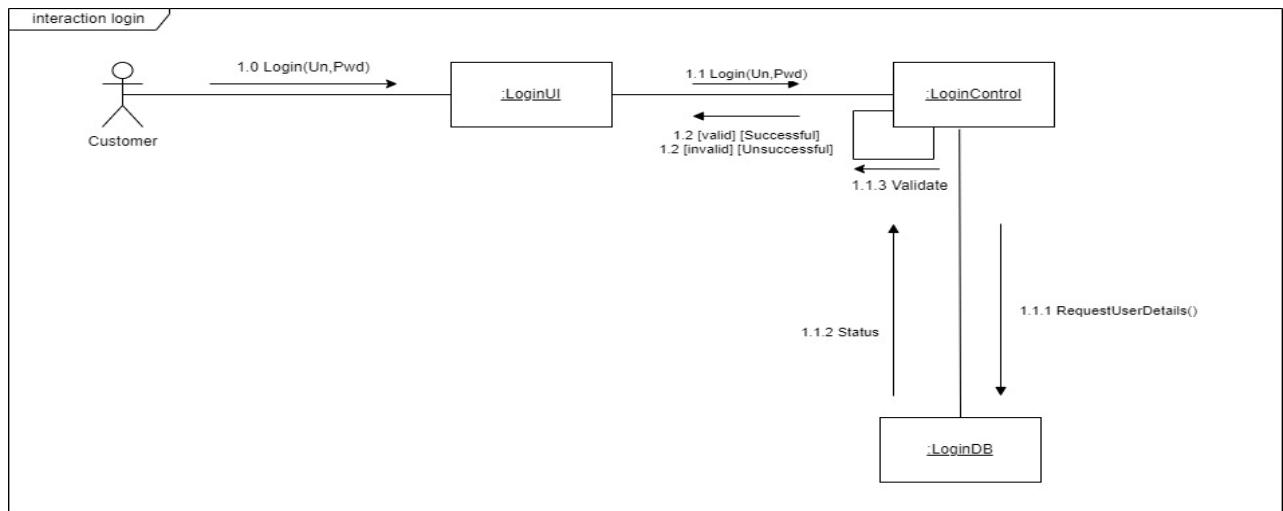 interaction login
1.0 Login(Un,Pwd)
1.1 Login(Un,Pwd)
:LoginUI
:LoginControl
Customer
1.2 [valid] [Successful]
1.2 [invalid] [Unsuccessful]
1.1.3 Validate
1.1.1 RequestUserDetails()
1.1.2 Status
:LoginDB